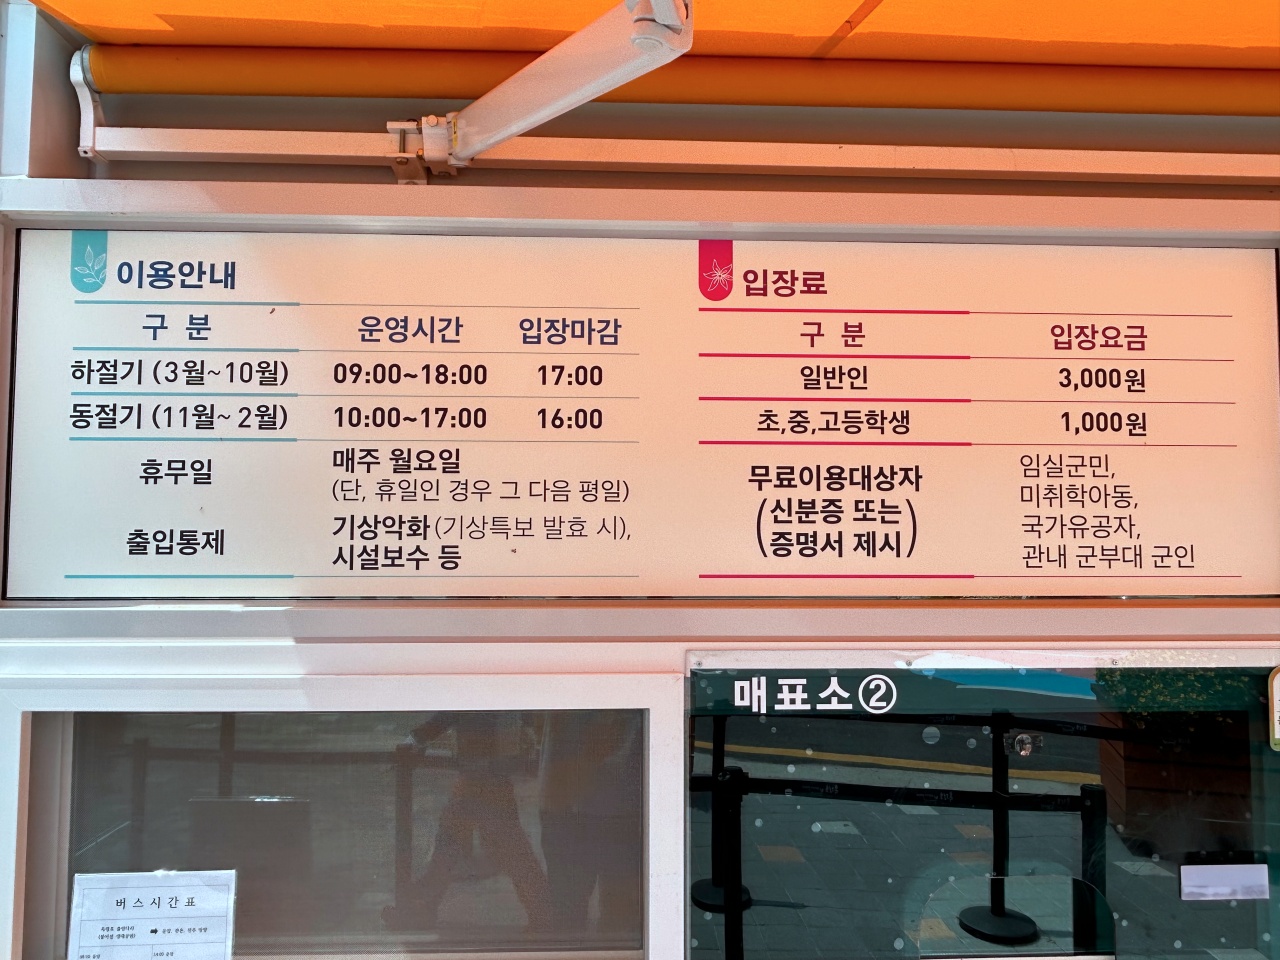 이용안내
구 분 운영시간 입장마감
하절기 (3월~10월) 09:00~18:00 17:00
동절기 (11월~2월) 10:00~17:00 16:00
휴무일 매주 월요일
(단, 휴일인 경우 그 다음 평일)
출입통제 기상악화(기상특보 발효 시),
시설보수 등
입장료
구 분 입장요금
일반인 3,000원
초,중,고등학생 1,000원
무료이용대상자
(신분증 또는
증명서 제시)
임실군민,
미취학아동,
국가유공자,
관내 군부대 군인
매표소②
버스시간표